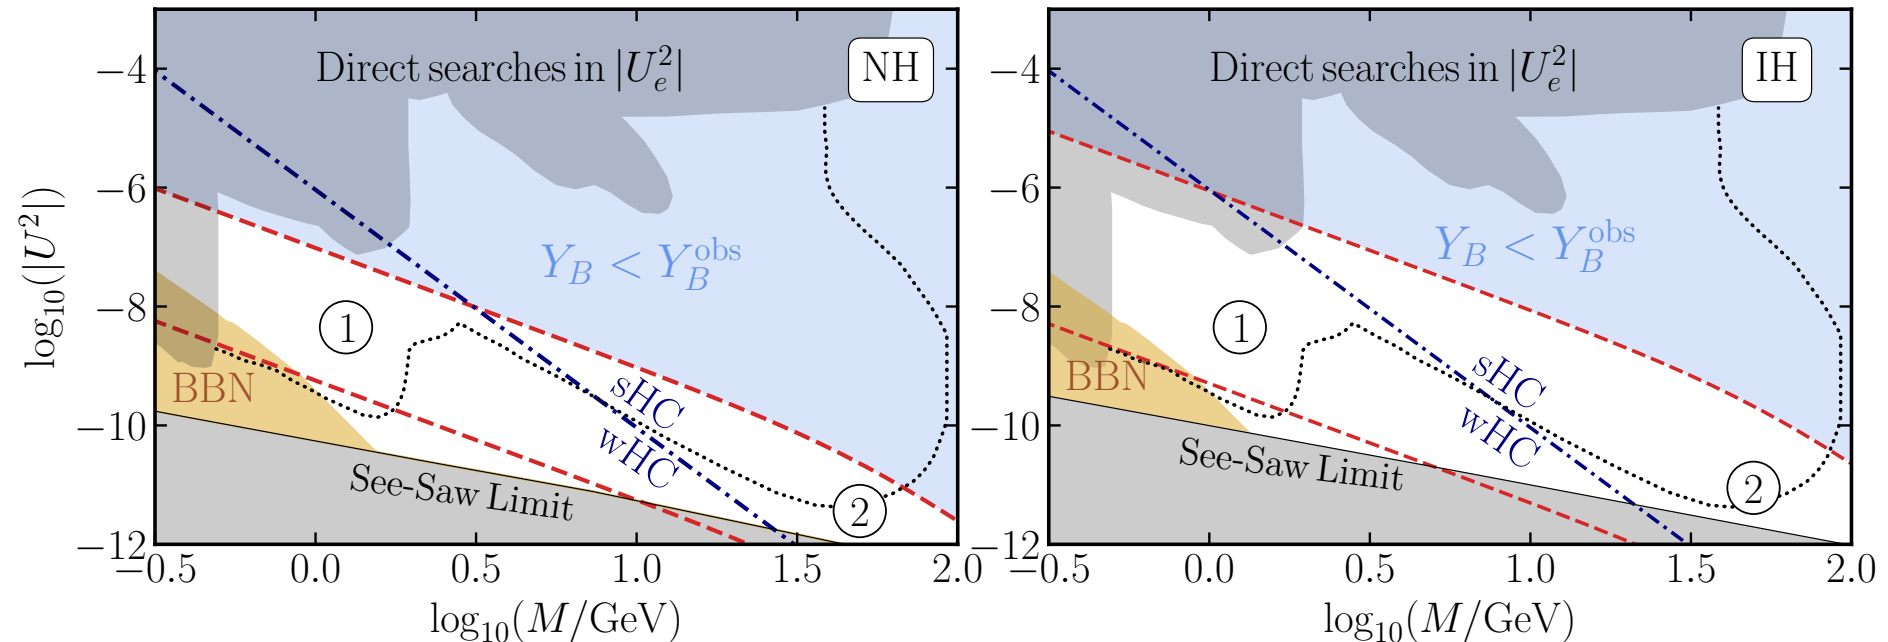 Direct searches in |U_e^2|
NH
Y_B < Y_B^obs
1
BBN
sHC
wHC
See-Saw Limit
2
−4
−6
−8
−10
−12
−0.5
0.0
0.5
1.0
1.5
2.0
log10(|U^2|)
log10(M/GeV)
Direct searches in |U_e^2|
IH
Y_B < Y_B^obs
1
BBN
sHC
wHC
See-Saw Limit
2
−4
−6
−8
−10
−12
−0.5
0.0
0.5
1.0
1.5
2.0
log10(M/GeV)